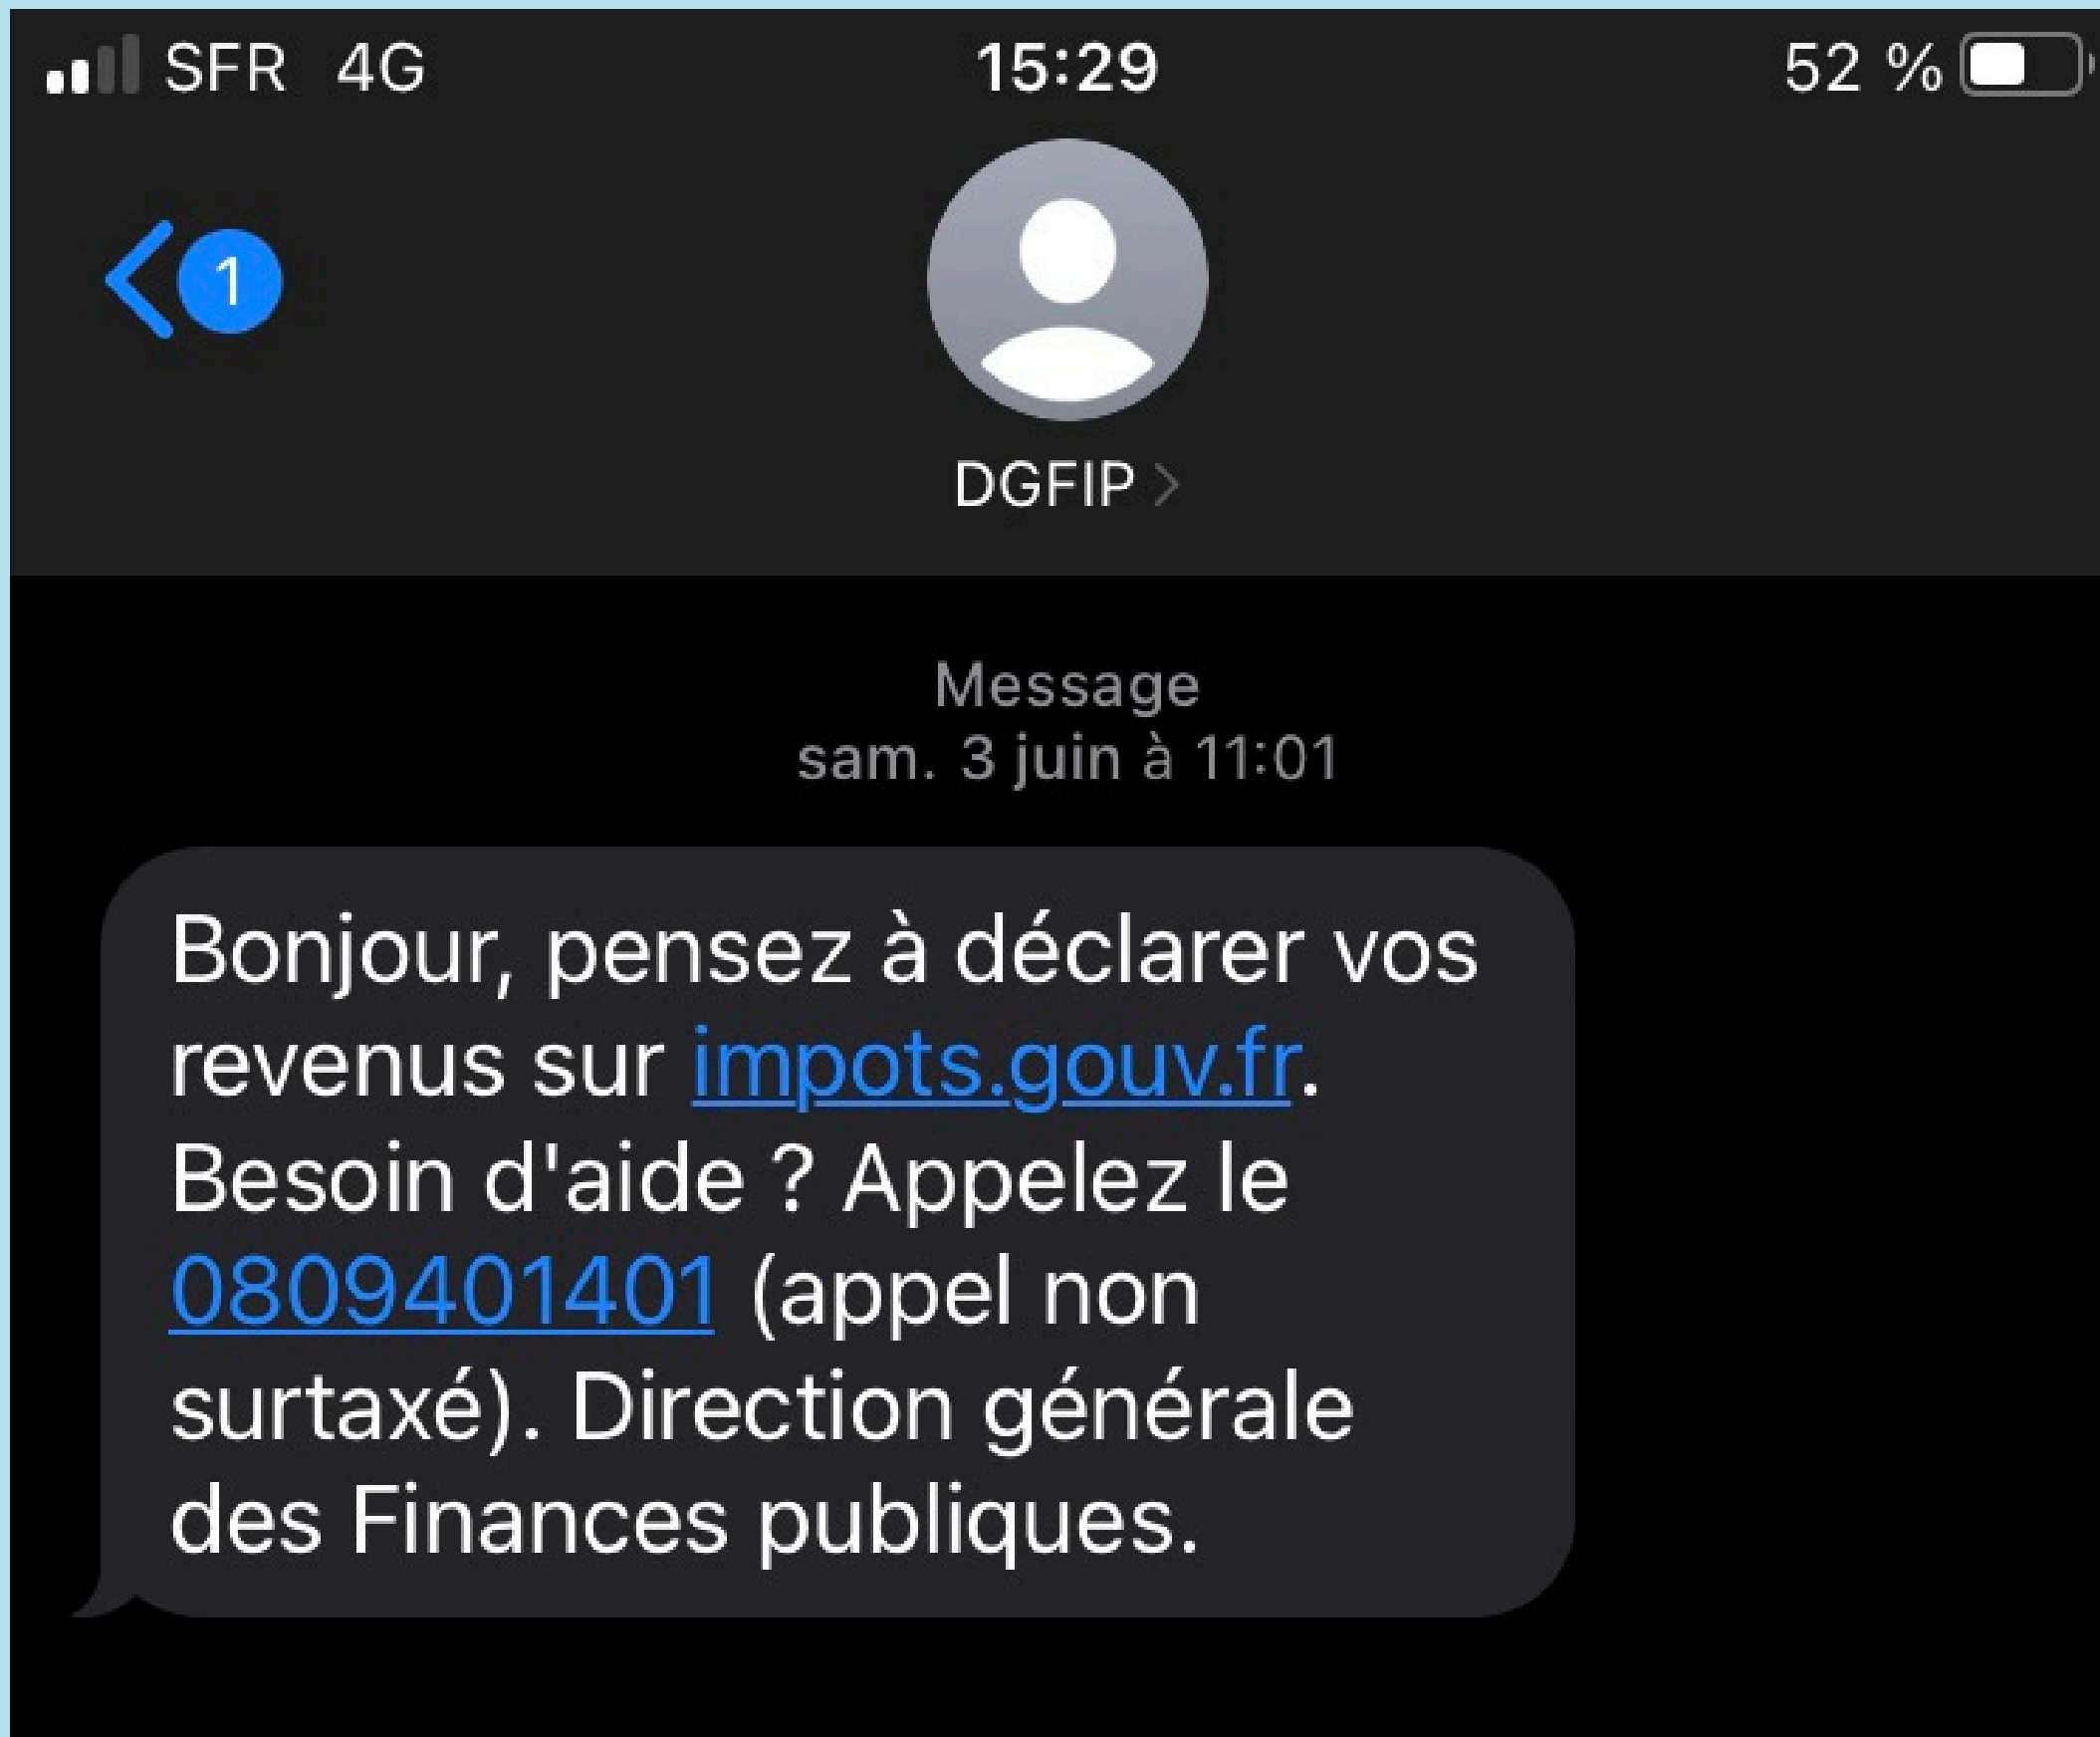 SFR 4G 15:29 52 %
1
DGFIP
Message
sam. 3 juin à 11:01
Bonjour, pensez à déclarer vos
revenus sur impots.gouv.fr.
Besoin d'aide ? Appelez le
0809401401 (appel non
surtaxé). Direction générale
des Finances publiques.